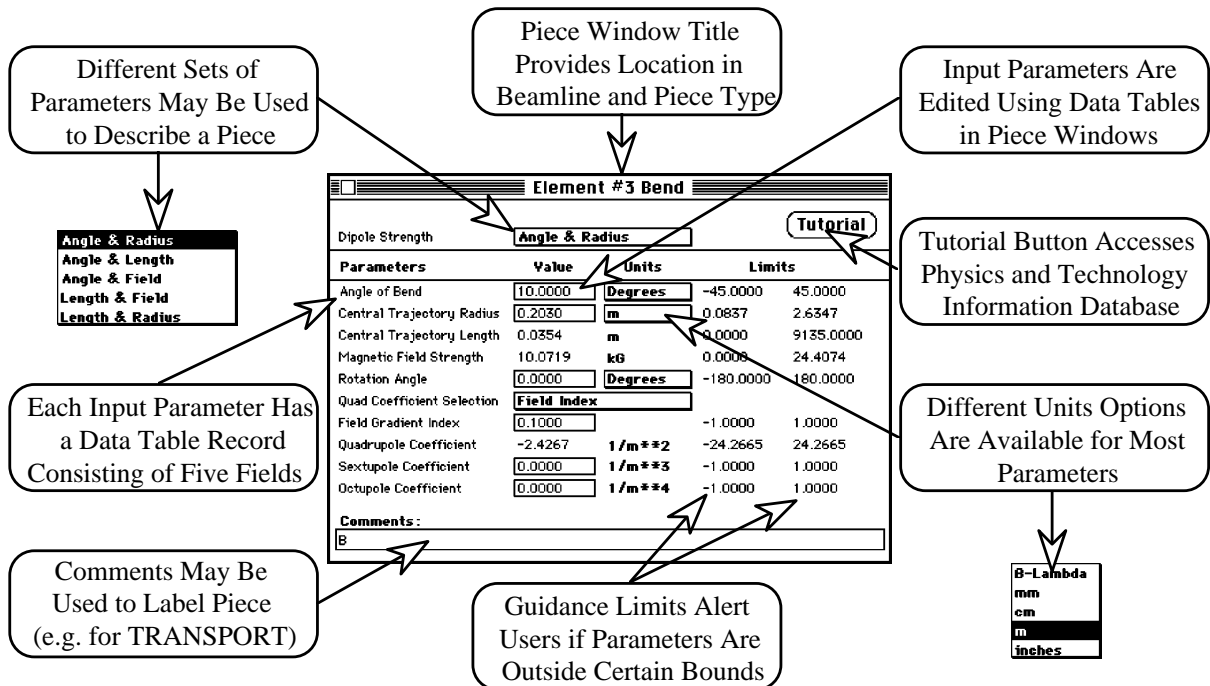 Piece Window Title
Provides Location in
Beamline and Piece Type
Different Sets of
Parameters May Be Used
to Describe a Piece
Input Parameters Are
Edited Using Data Tables
in Piece Windows
Angle & Radius
Angle & Length
Angle & Field
Length & Field
Length & Radius
Element #3 Bend
Dipole Strength Angle & Radius Tutorial
Parameters Value Units Limits
Angle of Bend 10.0000 Degrees -45.0000 45.0000
Central Trajectory Radius 0.2030 m 0.0837 2.6347
Central Trajectory Length 0.0354 m 0.0000 9135.0000
Magnetic Field Strength 10.0719 kG 0.0000 24.4074
Rotation Angle 0.0000 Degrees -180.0000 180.0000
Quad Coefficient Selection Field Index
Field Gradient Index 0.1000 -1.0000 1.0000
Quadrupole Coefficient -2.4267 1/m**2 -24.2665 24.2665
Sextupole Coefficient 0.0000 1/m**3 -1.0000 1.0000
Octupole Coefficient 0.0000 1/m**4 -1.0000 1.0000
Comments:
B
Tutorial Button Accesses
Physics and Technology
Information Database
Each Input Parameter Has
a Data Table Record
Consisting of Five Fields
Different Units Options
Are Available for Most
Parameters
Comments May Be
Used to Label Piece
(e.g. for TRANSPORT)
Guidance Limits Alert
Users if Parameters Are
Outside Certain Bounds
B-Lambda
mm
cm
m
inches